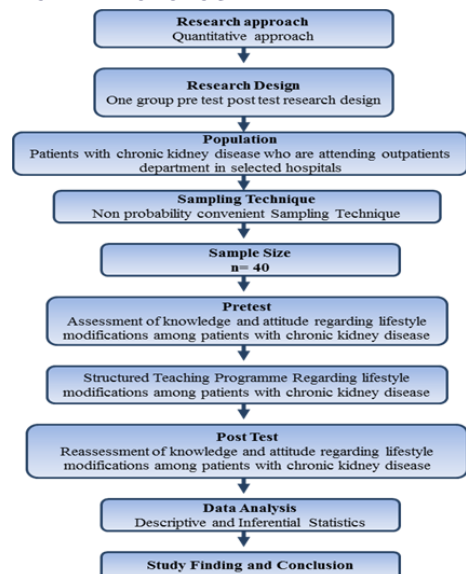 Research approach
Quantitative approach
Research Design
One group pre test post test research design
Population
Patients with chronic kidney disease who are attending outpatients
department in selected hospitals
Sampling Technique
Non probability convenient Sampling Technique
Sample Size
n= 40
Pretest
Assessment of knowledge and attitude regarding lifestyle
modifications among patients with chronic kidney disease
Structured Teaching Programme Regarding lifestyle
modifications among patients with chronic kidney disease
Post Test
Reassessment of knowledge and attitude regarding lifestyle
modifications among patients with chronic kidney disease
Data Analysis
Descriptive and Inferential Statistics
Study Finding and Conclusion